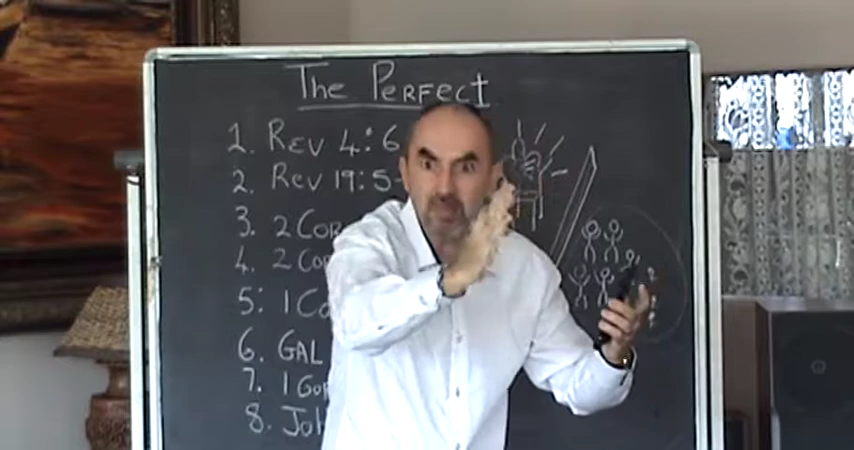 The PERFECT
1. REV 4:6
2. REV 19:5-
3. 2 COR
4. 2 CO
5: 1 CO
6. GAL
7. 1 COR
8. Joh